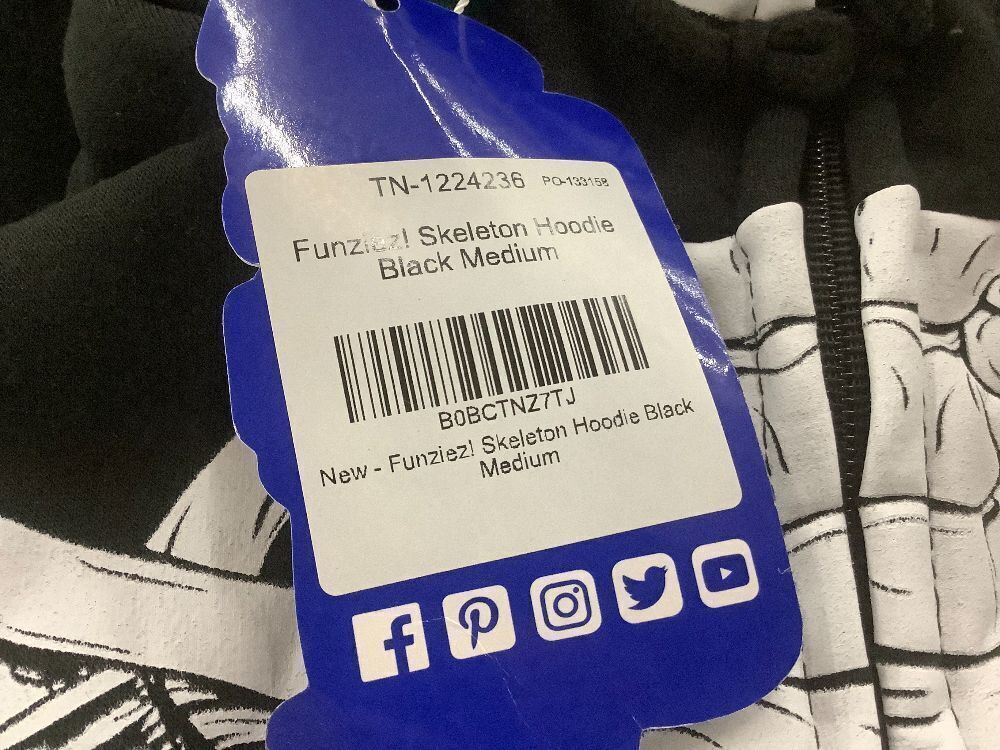 TN-1224236 PO-133158
Funziez! Skeleton Hoodie
Black Medium
B0BCTNZ7TJ
New - Funziez! Skeleton Hoodie Black
Medium